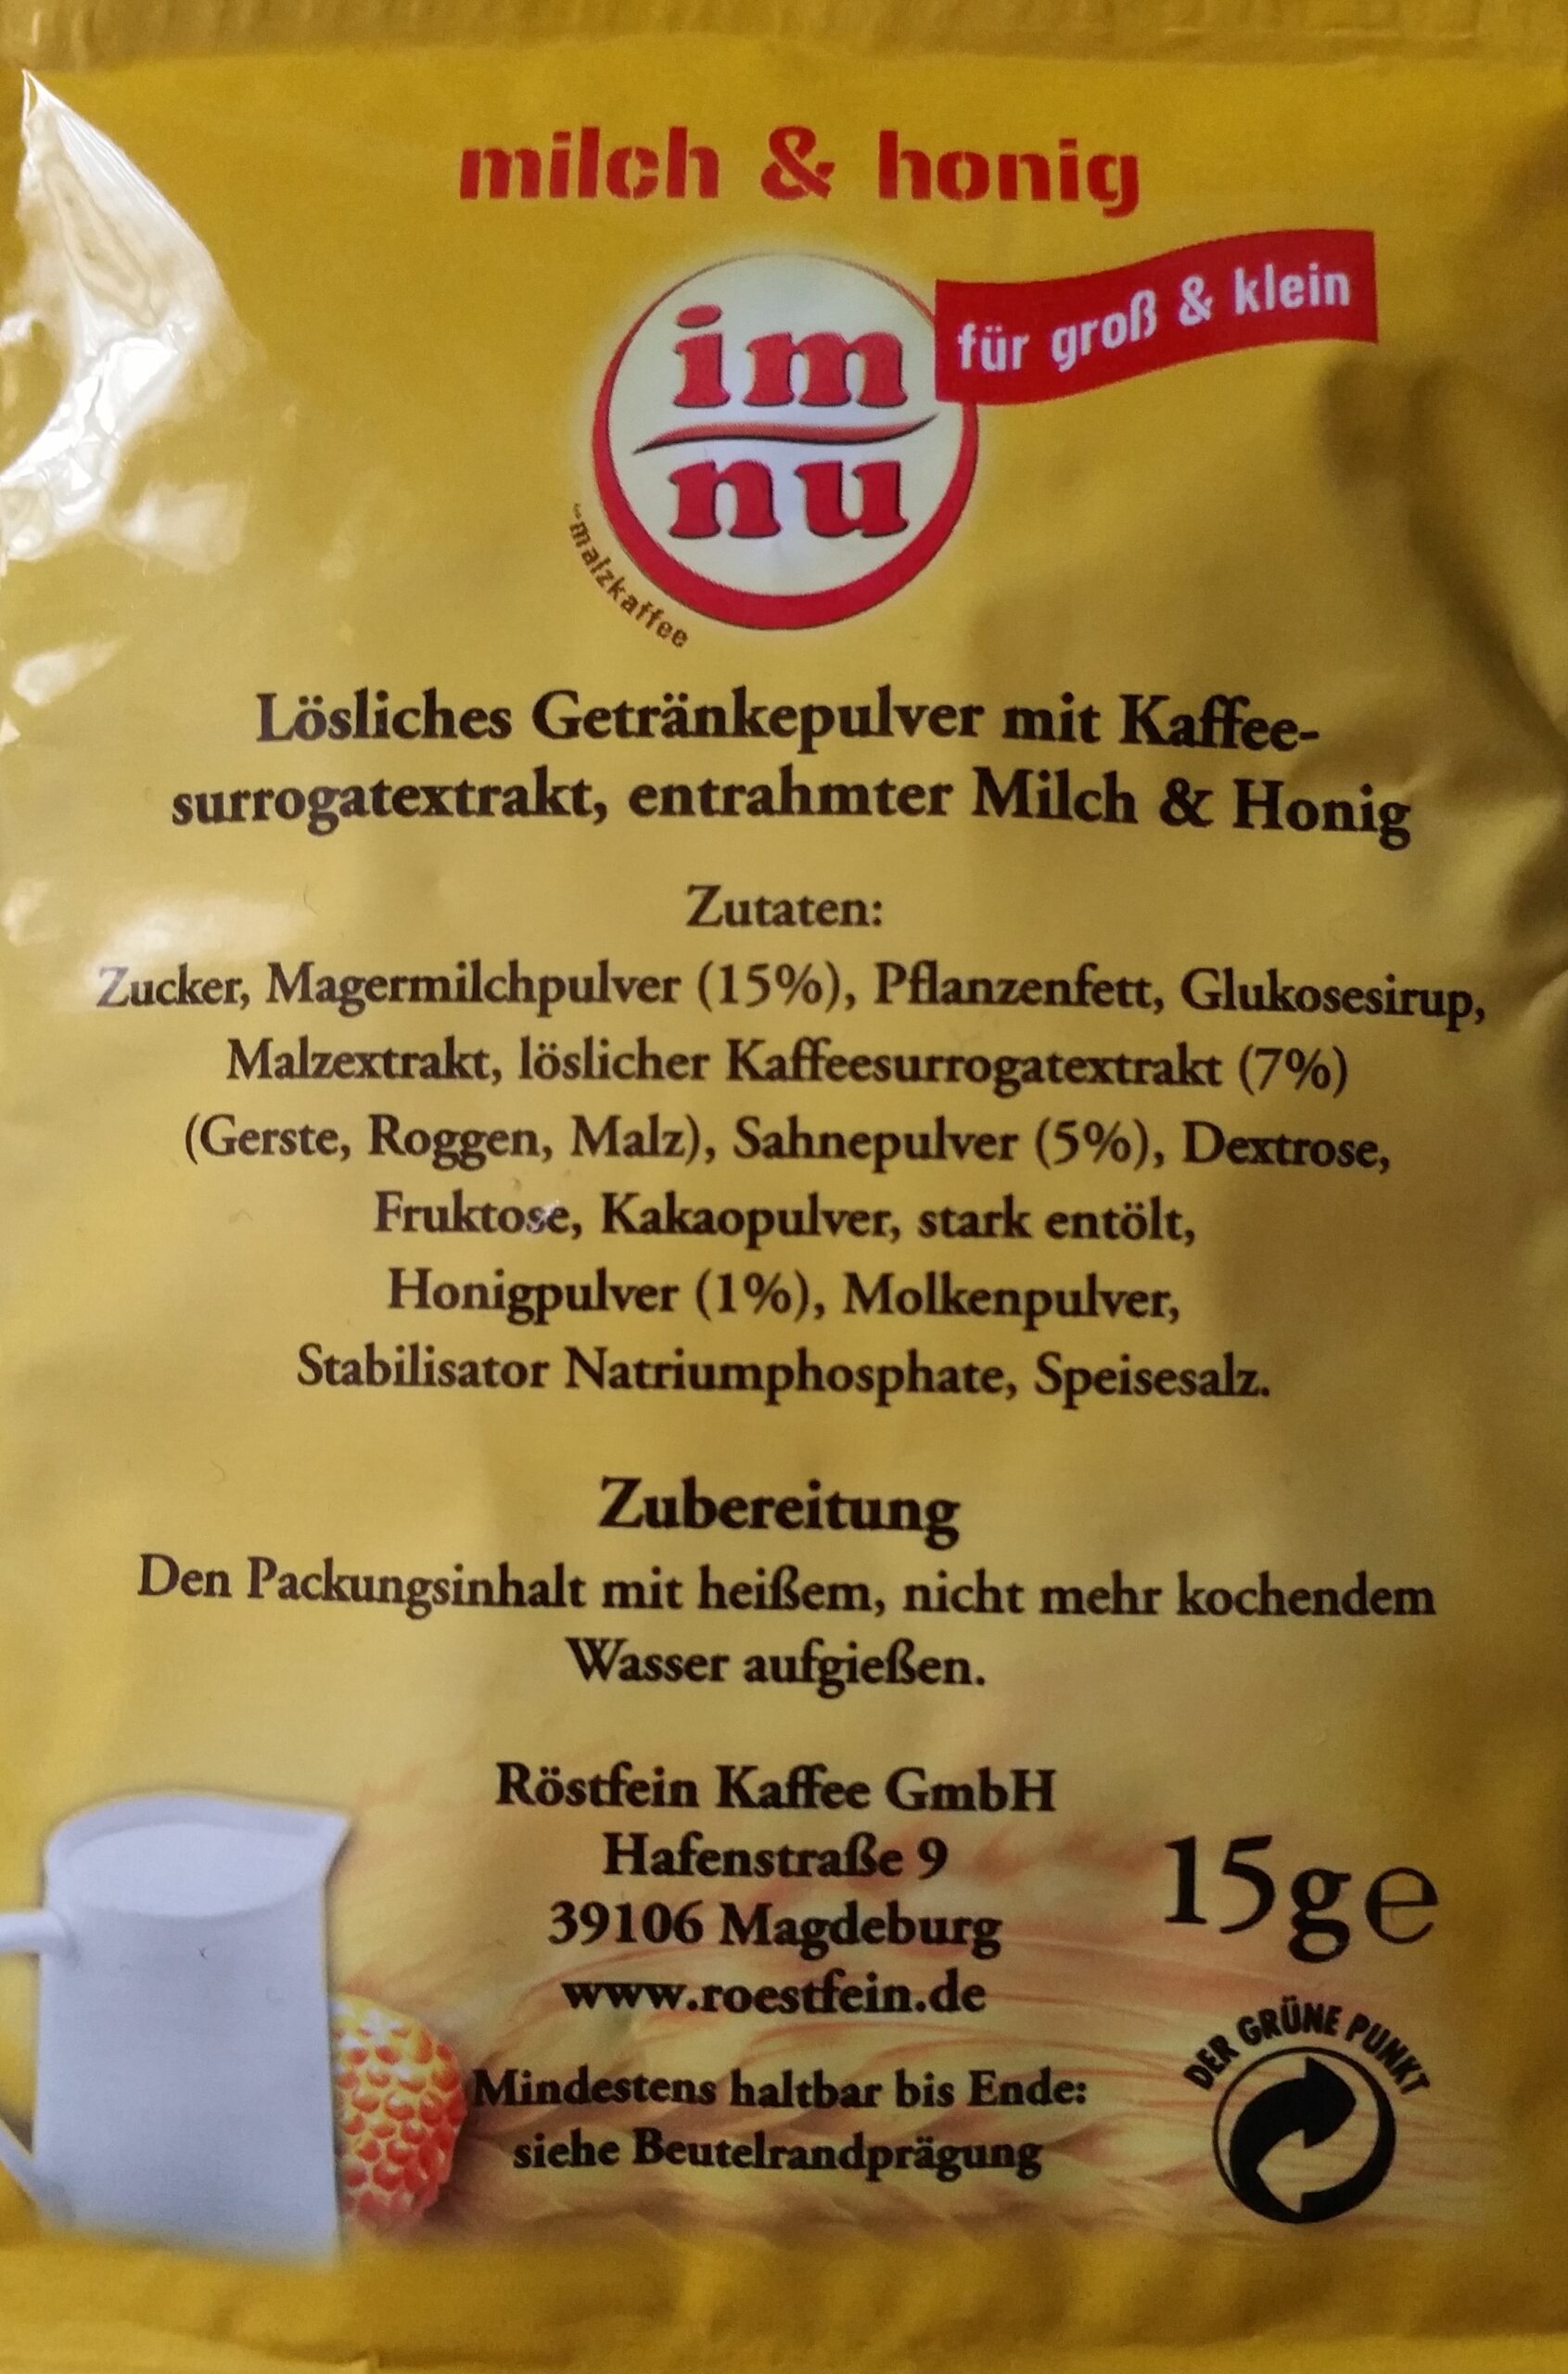 milch & honig
für groß & klein
im
nu
malzkaffee
Lösliches Getränkepulver mit Kaffee-
surrogatextrakt, entrahmter Milch & Honig
Zutaten:
Zucker, Magermilchpulver (15%), Pflanzenfett, Glukosesirup,
Malzextrakt, löslicher Kaffeesurrogatextrakt (7%)
(Gerste, Roggen, Malz), Sahnepulver (5%), Dextrose,
Fruktose, Kakaopulver, stark entölt,
Honigpulver (1%), Molkenpulver,
Stabilisator Natriumphosphate, Speisesalz.
Zubereitung
Den Packungsinhalt mit heißem, nicht mehr kochendem
Wasser aufgießen.
Röstfein Kaffee GmbH
Hafenstraße 9
39106 Magdeburg
www.roestfein.de
15g℮
Mindestens haltbar bis Ende:
siehe Beutelrandprägung
DER GRÜNE PUNKT